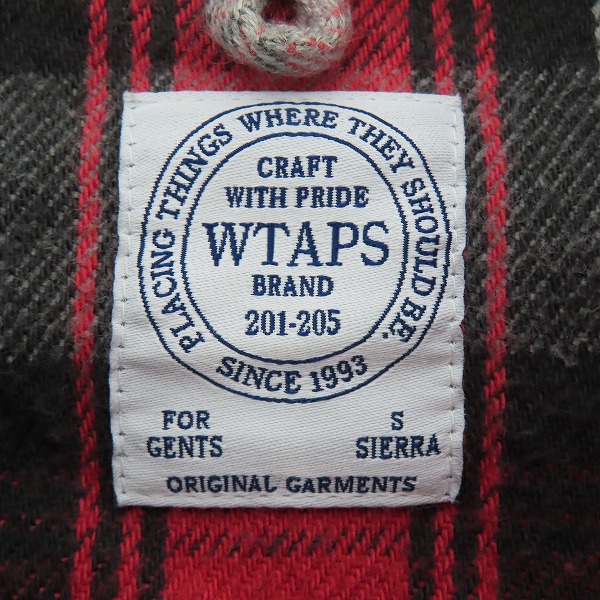 PLACING THINGS WHERE THEY SHOULD BE.
CRAFT
WITH PRIDE
WTAPS
BRAND
201-205
SINCE 1993
FOR GENTS
S SIERRA
ORIGINAL GARMENTS